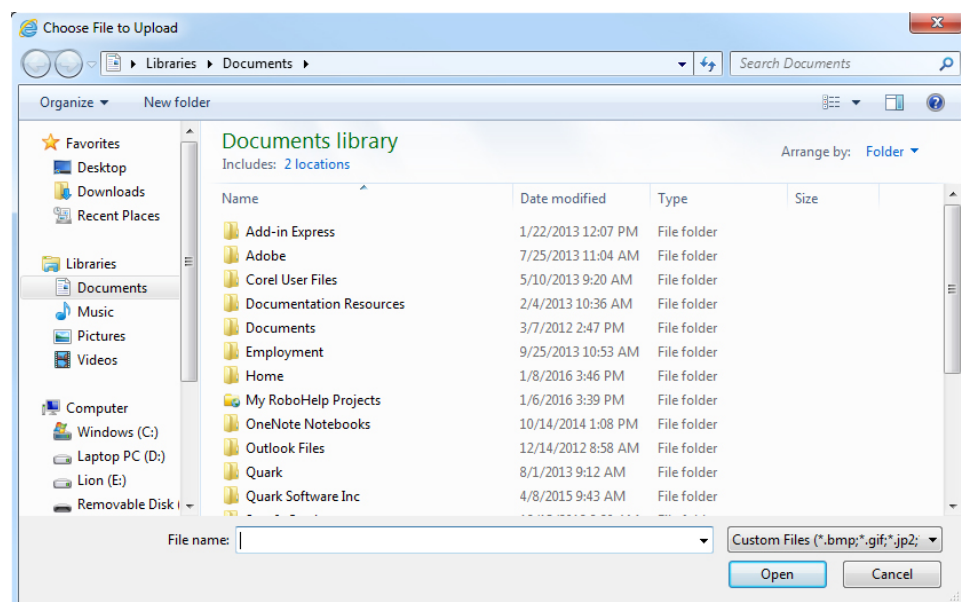 Choose File to Upload
Libraries Documents Search Documents
Organize New folder
Favorites
Desktop
Downloads
Recent Places
Libraries
Documents
Music
Pictures
Videos
Computer
Windows (C:)
Laptop PC (D:)
Lion (E:)
Removable Disk (
Documents library
Includes: 2 locations
Arrange by: Folder
Name Date modified Type Size
Add-in Express 1/22/2013 12:07 PM File folder
Adobe 7/25/2013 11:04 AM File folder
Corel User Files 5/10/2013 9:20 AM File folder
Documentation Resources 2/4/2013 10:36 AM File folder
Documents 3/7/2012 2:47 PM File folder
Employment 9/25/2013 10:53 AM File folder
Home 1/8/2016 3:46 PM File folder
My RoboHelp Projects 1/6/2016 3:39 PM File folder
OneNote Notebooks 10/14/2014 1:08 PM File folder
Outlook Files 12/14/2012 8:58 AM File folder
Quark 8/1/2013 9:12 AM File folder
Quark Software Inc 4/8/2015 9:43 AM File folder
File name: Custom Files (*.bmp;*.gif;*.jp2;
Open Cancel